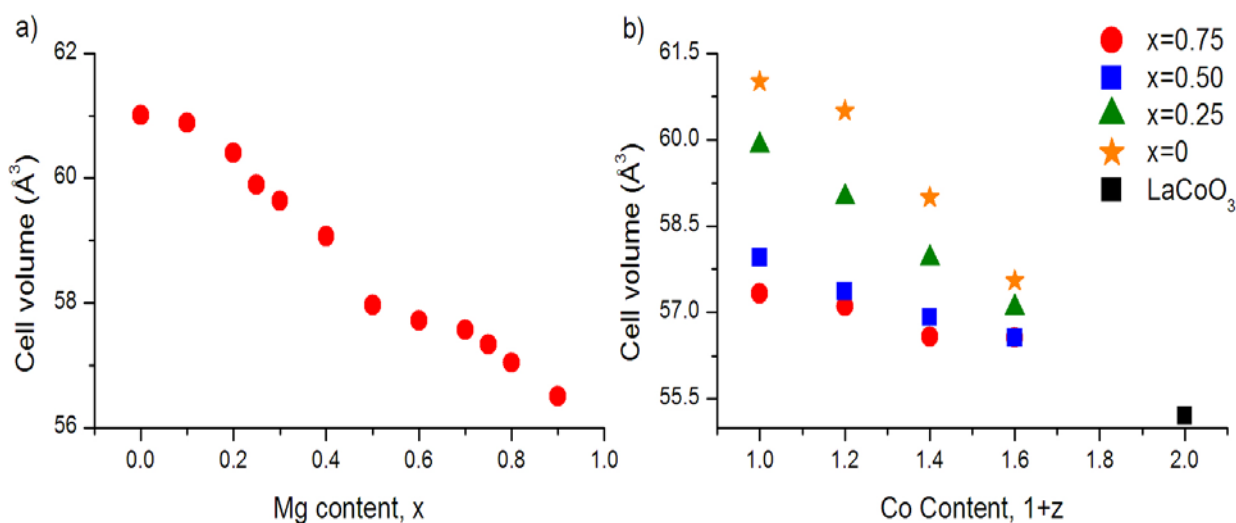 a)
62
60
58
56
Cell volume (Å³)
0.0 0.2 0.4 0.6 0.8 1.0
Mg content, x
b)
61.5
60.0
58.5
57.0
55.5
Cell volume (Å³)
1.0 1.2 1.4 1.6 1.8 2.0
Co Content, 1+z
x=0.75
x=0.50
x=0.25
x=0
LaCoO₃